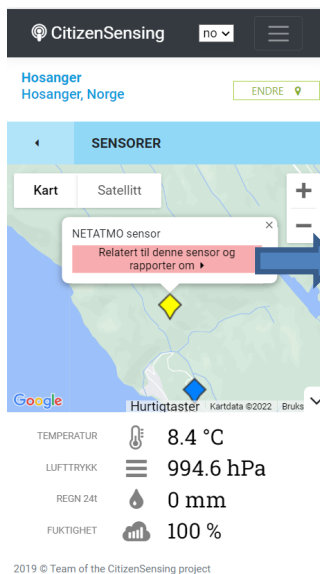 CitizenSensing no
Hosanger
Hosanger, Norge
ENDRE
SENSORER
Kart Satellitt
+
NETATMO sensor ×
Relatert til denne sensor og
rapporter om
−
Google
Hurtigtaster Kartdata ©2022 Bruks
TEMPERATUR 8.4 °C
LUFTTRYKK 994.6 hPa
REGN 24t 0 mm
FUKTIGHET 100 %
2019 © Team of the CitizenSensing project